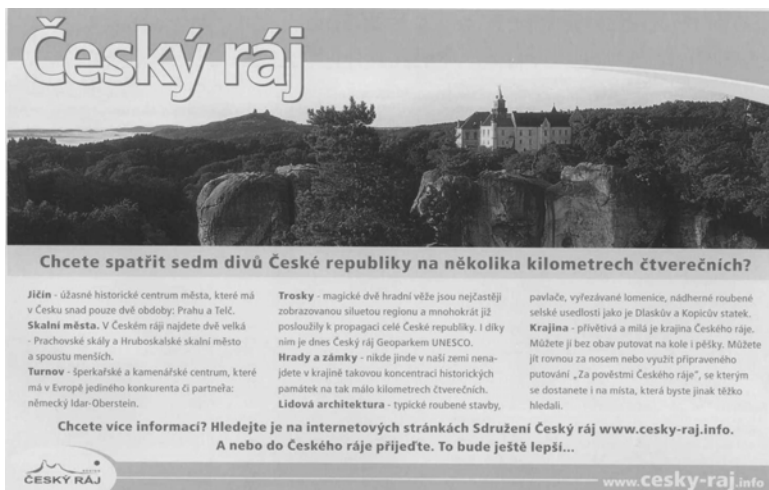 Český ráj
Chcete spatřit sedm divů České republiky na několika kilometrech čtverečních?
Jičín - úžasné historické centrum města, které má
v Česku snad pouze dvě obdoby: Prahu a Telč.
Skalní města. V Českém ráji najdete dvě velká
- Prachovské skály a Hruboskalské skalní město
a spoustu menších.
Turnov - šperkařské a kamenářské centrum, které
má v Evropě jediného konkurenta či partneřa:
německý Idar-Oberstein.
Trosky - magické dvě hradní věže jsou nejčastěji
zobrazovanou siluetou regionu a mnohokrát již
posloužily k propagaci celé České republiky. I díky
nim je dnes Český ráj Geoparkem UNESCO.
Hrady a zámky - nikde jinde v naší zemi nena-
jdete v krajině takovou koncentraci historických
památek na tak málo kilometrech čtverečních.
Lidová architektura - typické roubené stavby,
pavlače, vyřezávané lomenice, nádherné roubené
selské usedlosti jako je Dlaskův a Kopicův statek.
Krajina - přívětivá a milá je krajina Českého ráje.
Můžete jí bez obav putovat na kole i pěšky. Můžete
jít rovnou za nosem nebo využít připraveného
putování „Za pověstmi Českého ráje", se kterým
se dostanete i na místa, která byste jinak těžko
hledali.
Chcete více informací? Hledejte je na internetových stránkách Sdružení Český ráj www.cesky-raj.info.
A nebo do Českého ráje přijeďte. To bude ještě lepší...
ČESKÝ RÁJ
www.cesky-raj.info